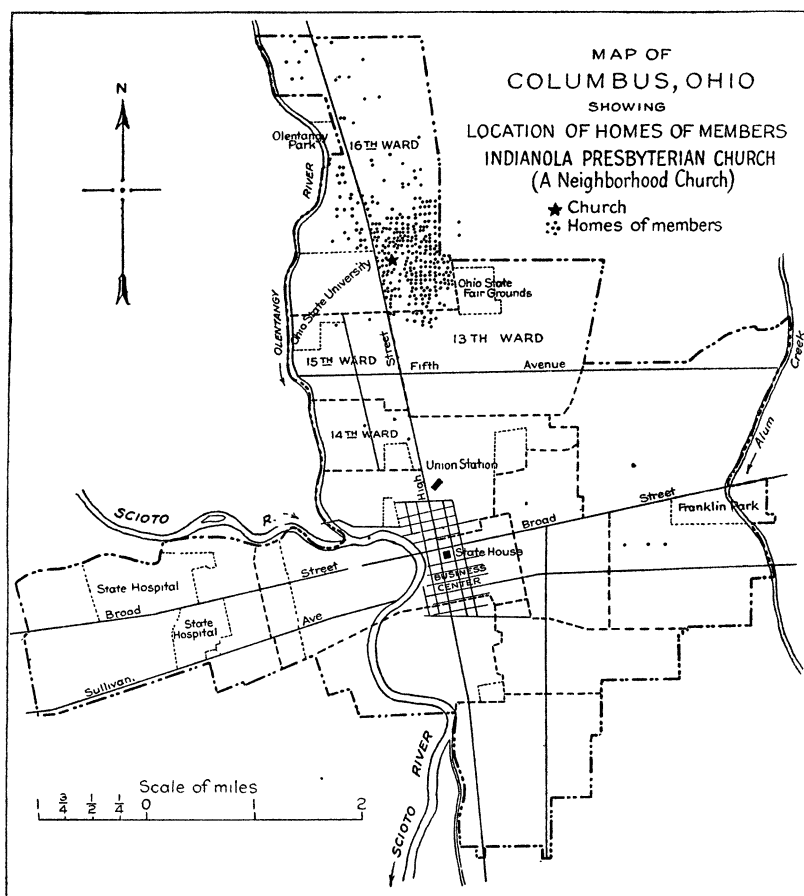 MAP OF
COLUMBUS, OHIO
SHOWING
LOCATION OF HOMES OF MEMBERS
INDIANOLA PRESBYTERIAN CHURCH
(A Neighborhood Church)
★ Church
Homes of members
N
Olentangy
Park
16TH WARD
RIVER
OLENTANGY
Ohio State University
Ohio State
Fair Grounds
13TH WARD
15TH WARD
Street
Fifth Avenue
14TH WARD
Creek
Alum
Union Station
High
SCIOTO R.
Broad Street
Franklin Park
State House
BUSINESS
CENTER
State Hospital
Street
Broad
State
Hospital
Ave
Sullivan.
RIVER
SCIOTO
Scale of miles
1 3/4 1/2 1/4 0 1 2